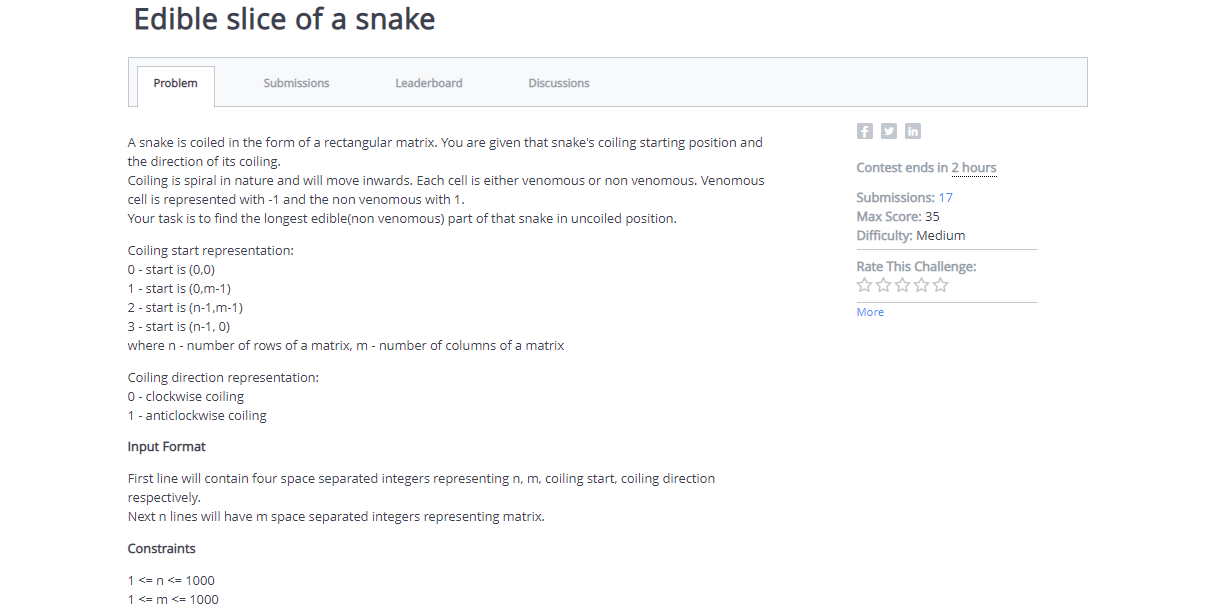 Edible slice of a snake
Problem
Submissions
Leaderboard
Discussions
A snake is coiled in the form of a rectangular matrix. You are given that snake's coiling starting position and
the direction of its coiling.
Coiling is spiral in nature and will move inwards. Each cell is either venomous or non venomous. Venomous
cell is represented with -1 and the non venomous with 1.
Your task is to find the longest edible(non venomous) part of that snake in uncoiled position.
Coiling start representation:
0 - start is (0,0)
1 - start is (0,m-1)
2 - start is (n-1,m-1)
3 - start is (n-1, 0)
where n - number of rows of a matrix, m - number of columns of a matrix
Coiling direction representation:
0 - clockwise coiling
1 - anticlockwise coiling
Input Format
First line will contain four space separated integers representing n, m, coiling start, coiling direction
respectively.
Next n lines will have m space separated integers representing matrix.
Constraints
1 <= n <= 1000
1 <= m <= 1000
f
in
Contest ends in 2 hours
Submissions: 17
Max Score: 35
Difficulty: Medium
Rate This Challenge:
More